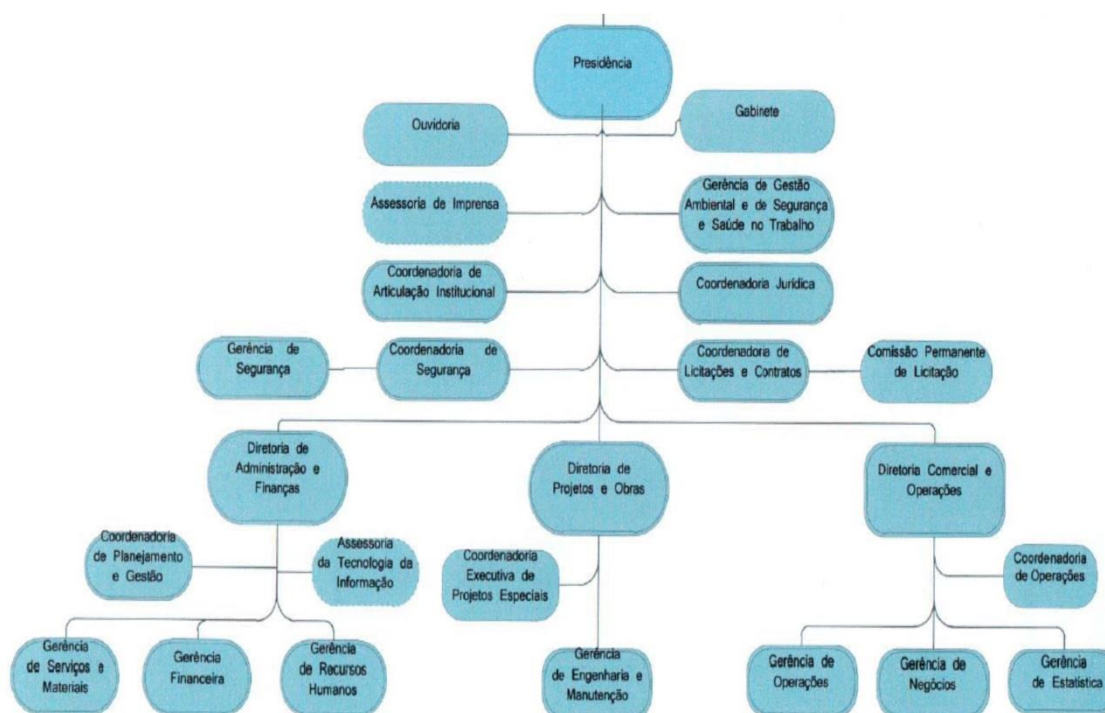 Presidência
Ouvidoria
Gabinete
Assessoria de Imprensa
Gerência de Gestão
Ambiental e de Segurança
e Saúde no Trabalho
Coordenadoria de
Articulação Institucional
Coordenadoria Jurídica
Gerência de
Segurança
Coordenadoria de
Segurança
Coordenadoria de
Licitações e Contratos
Comissão Permanente
de Licitação
Diretoria de
Administração e
Finanças
Diretoria de
Projetos e Obras
Diretoria Comercial e
Operações
Coordenadoria
de Planejamento
e Gestão
Assessoria
da Tecnologia da
Informação
Coordenadoria
Executiva de
Projetos Especiais
Coordenadoria
de Operações
Gerência
de Serviços e
Materiais
Gerência
Financeira
Gerência
de Recursos
Humanos
Gerência
de Engenharia e
Manutenção
Gerência de
Operações
Gerência de
Negócios
Gerência
de Estatística